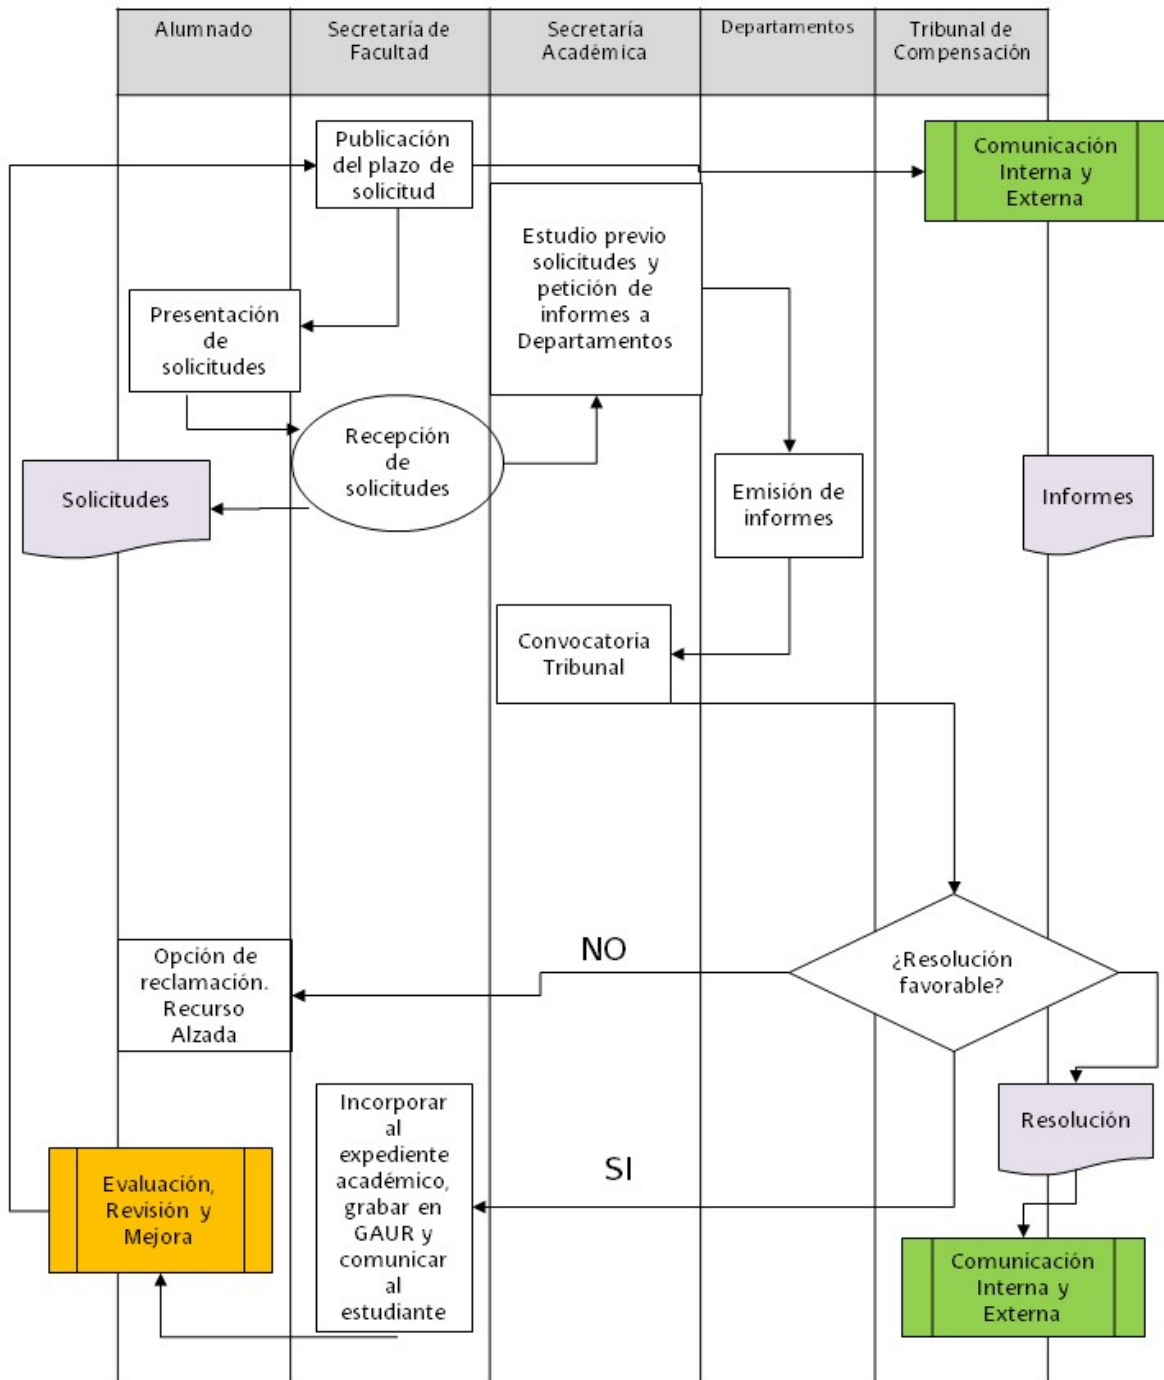 Alumnado
Secretaría de
Facultad
Secretaría
Académica
Departamentos
Tribunal de
Compensación
Publicación
del plazo de
solicitud
Comunicación
Interna y
Externa
Estudio previo
solicitudes y
petición de
informes a
Departamentos
Presentación
de
solicitudes
Recepción
de
solicitudes
Solicitudes
Emisión de
informes
Informes
Convocatoria
Tribunal
¿Resolución
favorable?
NO
Opción de
reclamación.
Recurso
Alzada
Incorporar
al
expediente
académico,
grabar en
GAUR y
comunicar
al
estudiante
SI
Resolución
Evaluación,
Revisión y
Mejora
Comunicación
Interna y
Externa